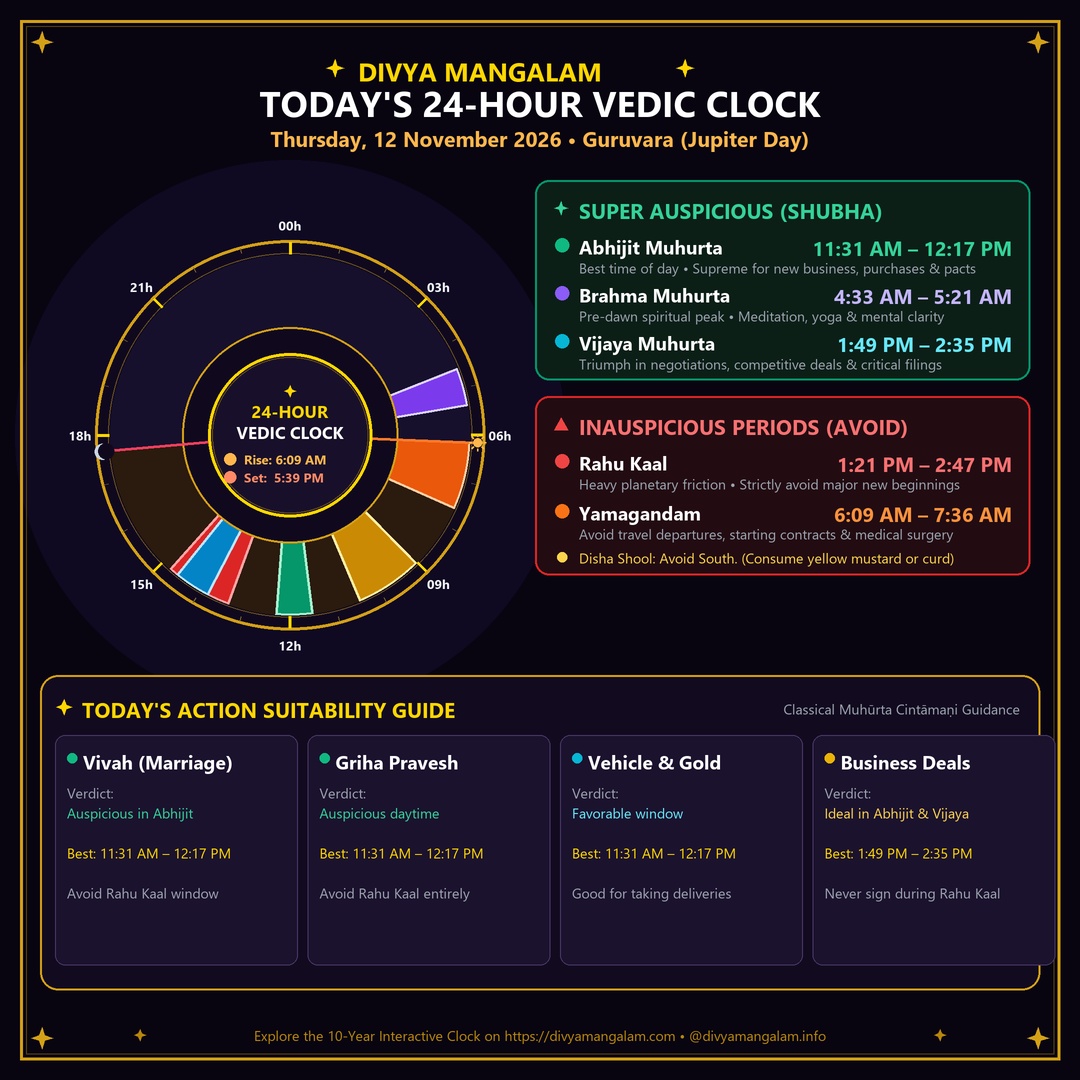 DIVYA MANGALAM
TODAY'S 24-HOUR VEDIC CLOCK
Thursday, 12 November 2026 • Guruvara (Jupiter Day)
00h
03h
06h
09h
12h
15h
18h
21h
24-HOUR
VEDIC CLOCK
Rise: 6:09 AM
Set: 5:39 PM
SUPER AUSPICIOUS (SHUBHA)
Abhijit Muhurta 11:31 AM – 12:17 PM
Best time of day • Supreme for new business, purchases & pacts
Brahma Muhurta 4:33 AM – 5:21 AM
Pre-dawn spiritual peak • Meditation, yoga & mental clarity
Vijaya Muhurta 1:49 PM – 2:35 PM
Triumph in negotiations, competitive deals & critical filings
INAUSPICIOUS PERIODS (AVOID)
Rahu Kaal 1:21 PM – 2:47 PM
Heavy planetary friction • Strictly avoid major new beginnings
Yamagandam 6:09 AM – 7:36 AM
Avoid travel departures, starting contracts & medical surgery
Disha Shool: Avoid South. (Consume yellow mustard or curd)
TODAY'S ACTION SUITABILITY GUIDE
Classical Muhūrta Cintāmaṇi Guidance
Vivah (Marriage)
Verdict:
Auspicious in Abhijit
Best: 11:31 AM – 12:17 PM
Avoid Rahu Kaal window
Griha Pravesh
Verdict:
Auspicious daytime
Best: 11:31 AM – 12:17 PM
Avoid Rahu Kaal entirely
Vehicle & Gold
Verdict:
Favorable window
Best: 11:31 AM – 12:17 PM
Good for taking deliveries
Business Deals
Verdict:
Ideal in Abhijit & Vijaya
Best: 1:49 PM – 2:35 PM
Never sign during Rahu Kaal
Explore the 10-Year Interactive Clock on https://divyamangalam.com • @divyamangalam.info